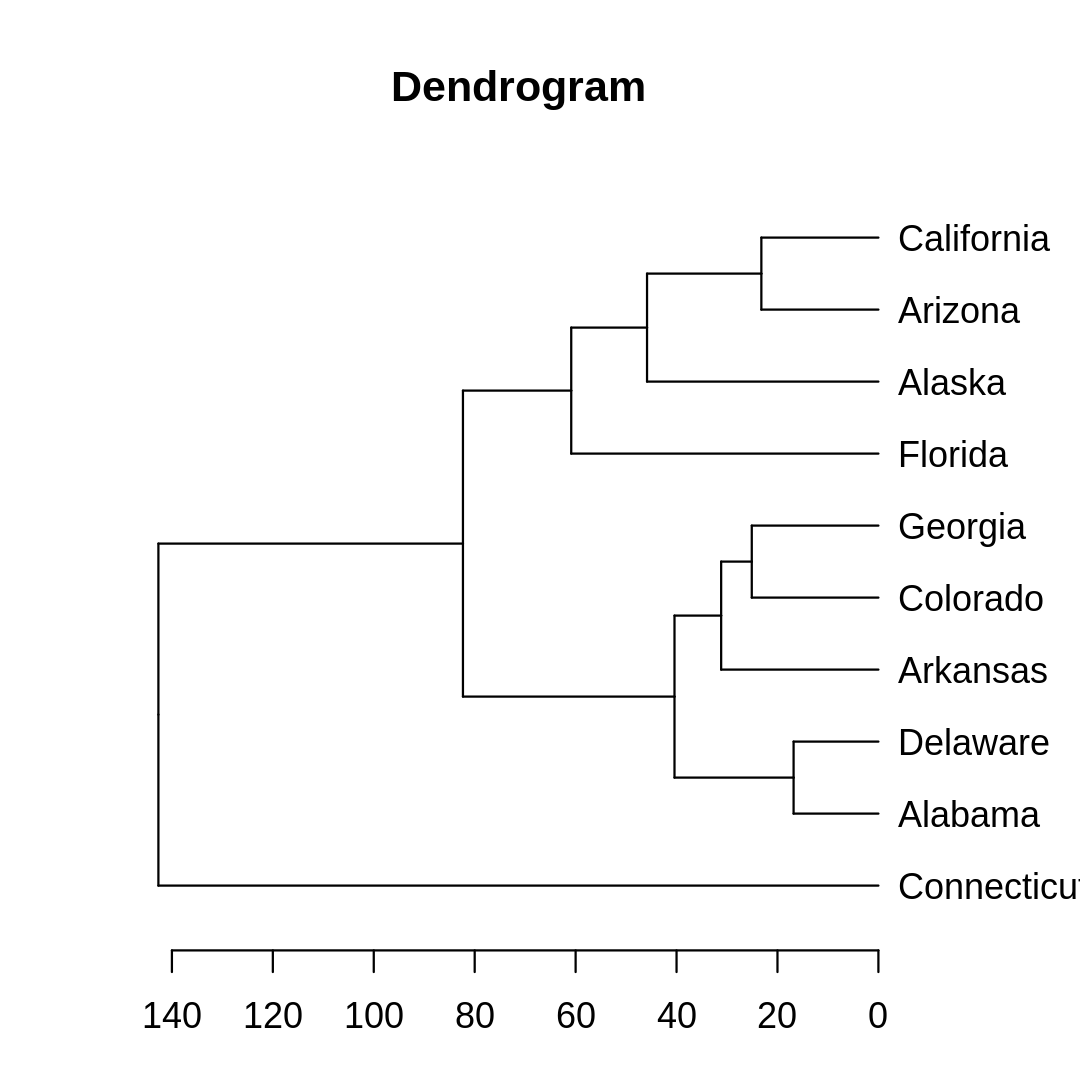 Dendrogram
California
Arizona
Alaska
Florida
Georgia
Colorado
Arkansas
Delaware
Alabama
Connecticut
140 120 100 80 60 40 20 0